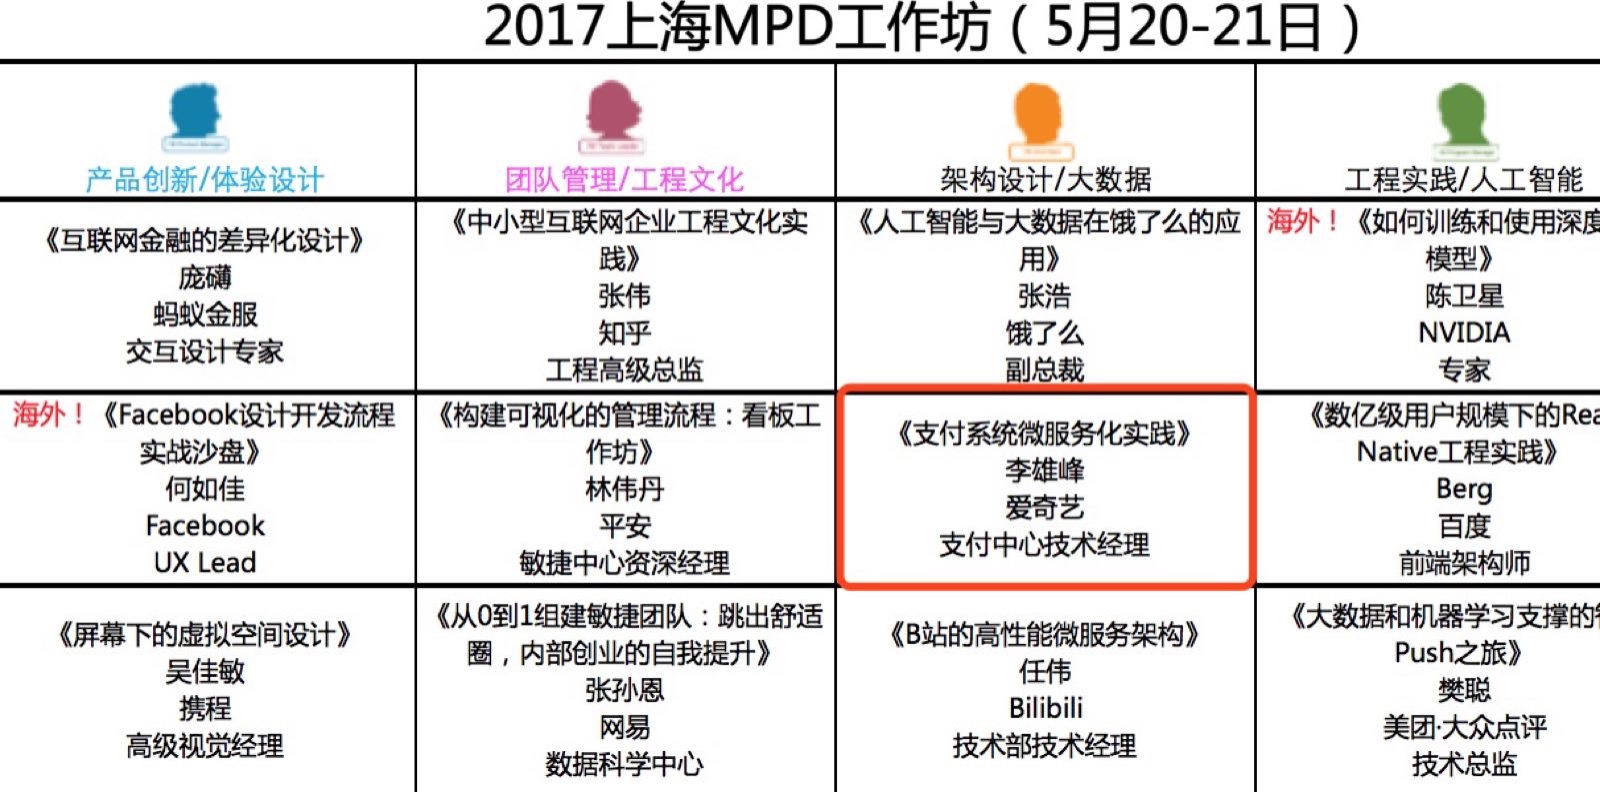 2017上海MPD工作坊（5月20-21日）
产品创新/体验设计
团队管理/工程文化
架构设计/大数据
工程实践/人工智能
《互联网金融的差异化设计》
庞礴
蚂蚁金服
交互设计专家
《中小型互联网企业工程文化实
践》
张伟
知乎
工程高级总监
《人工智能与大数据在饿了么的应
用》
张浩
饿了么
副总裁
海外！《如何训练和使用深度
模型》
陈卫星
NVIDIA
专家
海外！《Facebook设计开发流程
实战沙盘》
何如佳
Facebook
UX Lead
《构建可视化的管理流程：看板工
作坊》
林伟丹
平安
敏捷中心资深经理
《支付系统微服务化实践》
李雄峰
爱奇艺
支付中心技术经理
《数亿级用户规模下的Rea
Native工程实践》
Berg
百度
前端架构师
《屏幕下的虚拟空间设计》
吴佳敏
携程
高级视觉经理
《从0到1组建敏捷团队：跳出舒适
圈，内部创业的自我提升》
张孙恩
网易
数据科学中心
《B站的高性能微服务架构》
任伟
Bilibili
技术部技术经理
《大数据和机器学习支撑的
Push之旅》
樊聪
美团·大众点评
技术总监